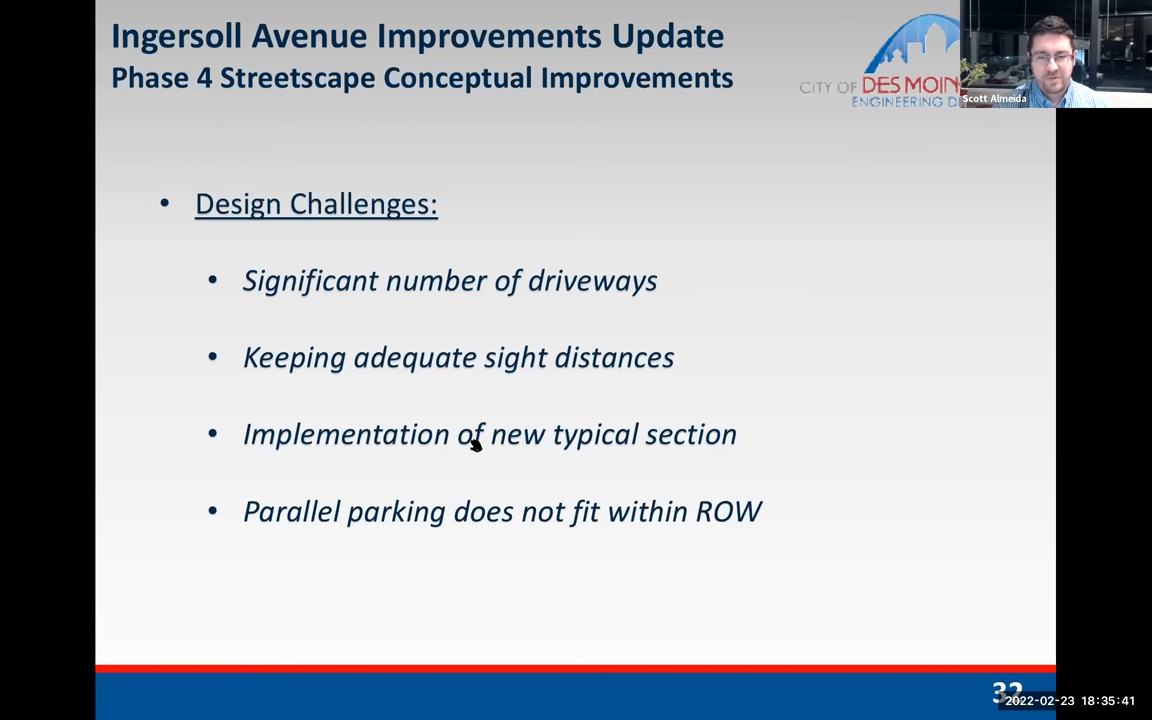 Ingersoll Avenue Improvements Update
Phase 4 Streetscape Conceptual Improvements
CITY OF DES MOIN
ENGINEERING D
Scott Almeida
• Design Challenges:
• Significant number of driveways
• Keeping adequate sight distances
• Implementation of new typical section
• Parallel parking does not fit within ROW
32
2022-02-23 18:35:41